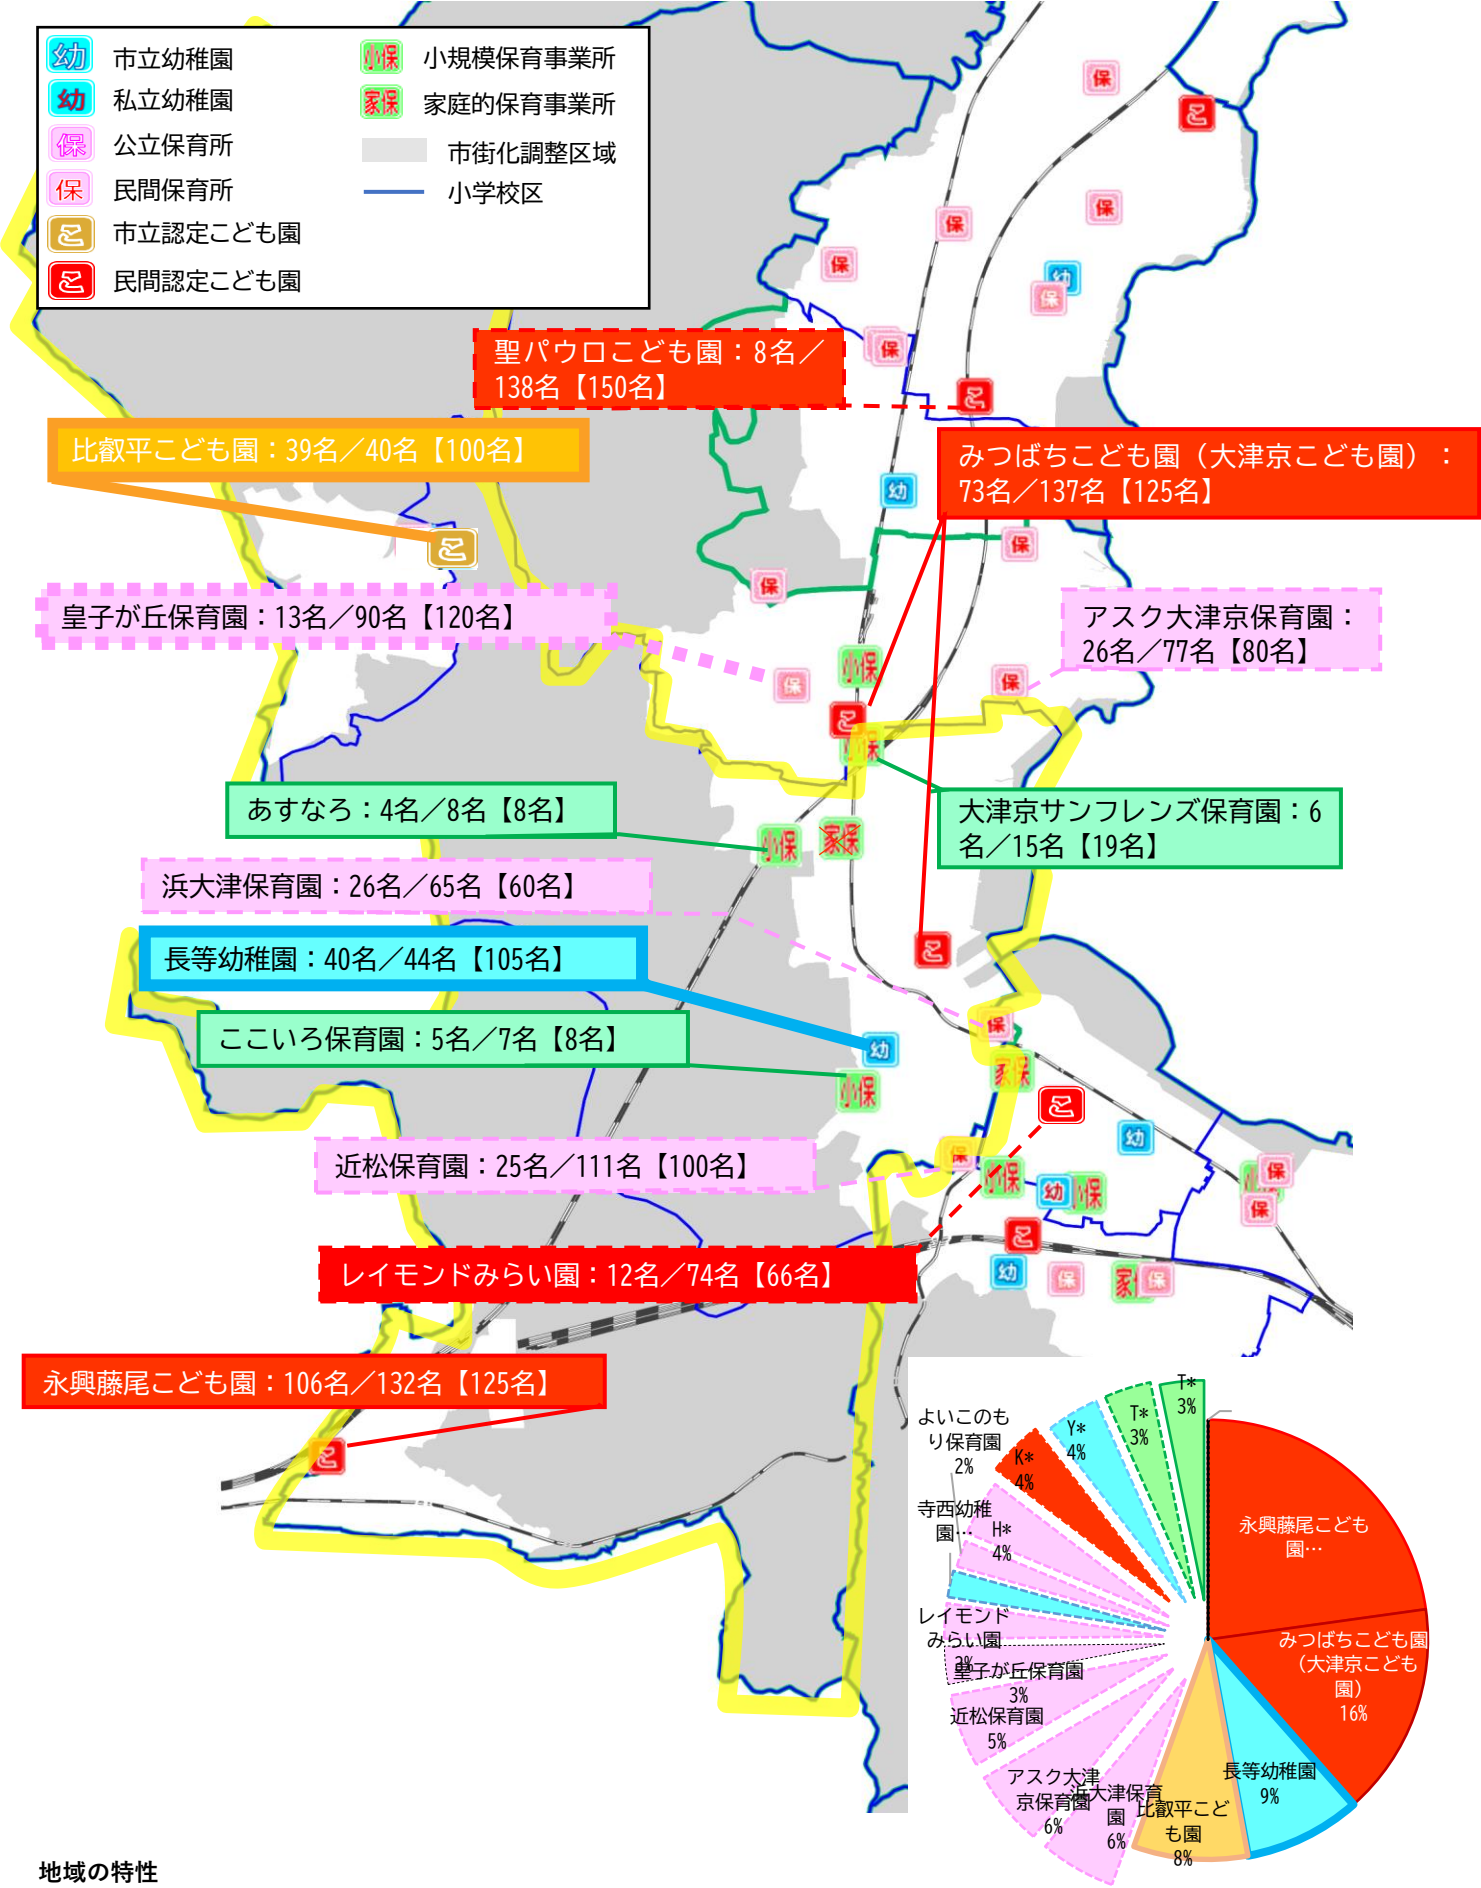 幼 市立幼稚園
幼 私立幼稚園
保 公立保育所
保 民間保育所
こ 市立認定こども園
こ 民間認定こども園
小保 小規模保育事業所
家保 家庭的保育事業所
市街化調整区域
小学校区
聖パウロこども園：8名／
138名【150名】
比叡平こども園：39名／40名【100名】
みつばちこども園（大津京こども園）：
73名／137名【125名】
皇子が丘保育園：13名／90名【120名】
アスク大津京保育園：
26名／77名【80名】
あすなろ：4名／8名【8名】
大津京サンフレンズ保育園：6
名／15名【19名】
浜大津保育園：26名／65名【60名】
長等幼稚園：40名／44名【105名】
ここいろ保育園：5名／7名【8名】
近松保育園：25名／111名【100名】
レイモンドみらい園：12名／74名【66名】
永興藤尾こども園：106名／132名【125名】
永興藤尾こども
園…
みつばちこども園
（大津京こども
園）
16%
長等幼稚園
9%
比叡平こど
も園
8%
浜大津保育
園
6%
アスク大津
京保育園
6%
近松保育園
5%
皇子が丘保育園
3%
レイモンド
みらい園
寺西幼稚
園…
よいこのも
り保育園
2%
H*
4%
K*
4%
Y*
4%
T*
3%
T*
3%
地域の特性